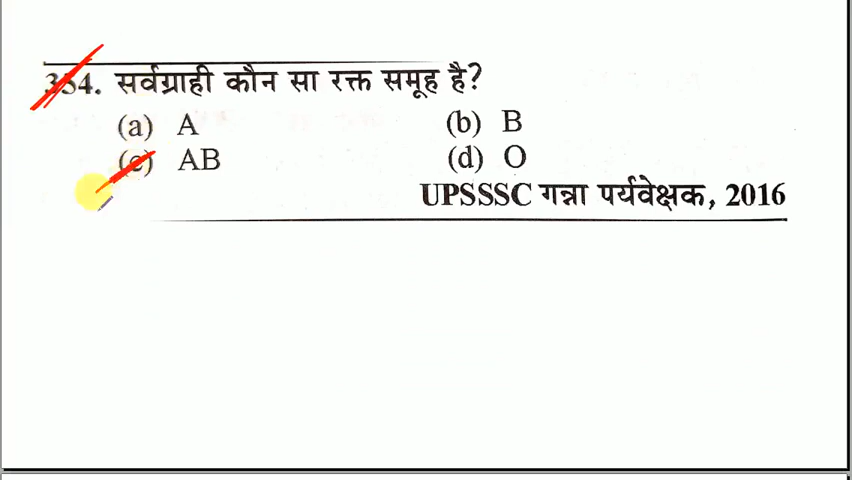 354. सर्वग्राही कौन सा रक्त समूह है?
(a) A (b) B
(c) AB (d) O
UPSSSC गन्ना पर्यवेक्षक, 2016